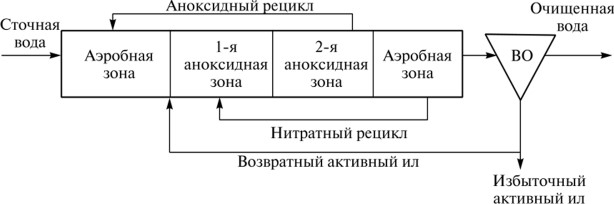 Аноксидный рецикл
Очищенная
вода
Сточная
вода
Аэробная
зона
1-я
аноксидная
зона
2-я
аноксидная
зона
Аэробная
зона
ВО
Нитратный рецикл
Возвратный активный ил
Избыточный
активный ил